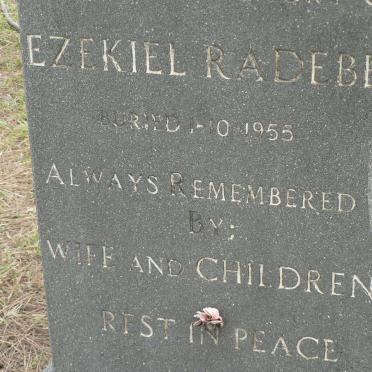 EZEKIEL RADEBE
BURIED 1-10-1955
ALWAYS REMEMBERED
BY;
WIFE AND CHILDREN
REST IN PEACE